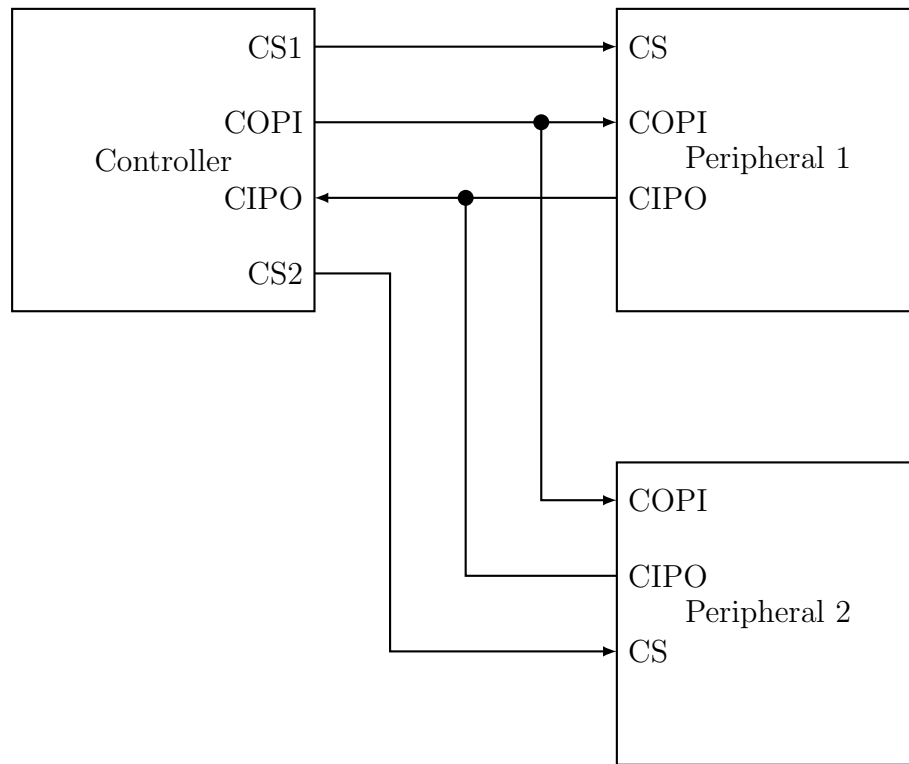 CS1
COPI
Controller
CIPO
CS2
CS
COPI
Peripheral 1
CIPO
COPI
CIPO
Peripheral 2
CS